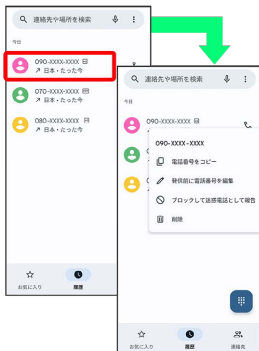 連絡先や場所を検索
今日
090-XXXX-XXXX
日本・たった今
070-XXXX-XXXX
日本・たった今
080-XXXX-XXXX
日本・たった今
お気に入り
履歴
連絡先や場所を検索
今日
090-XXXX-XXXX
090-XXXX-XXXX
電話番号をコピー
発信前に電話番号を編集
ブロックして迷惑電話として報告
削除
お気に入り
履歴
連絡先